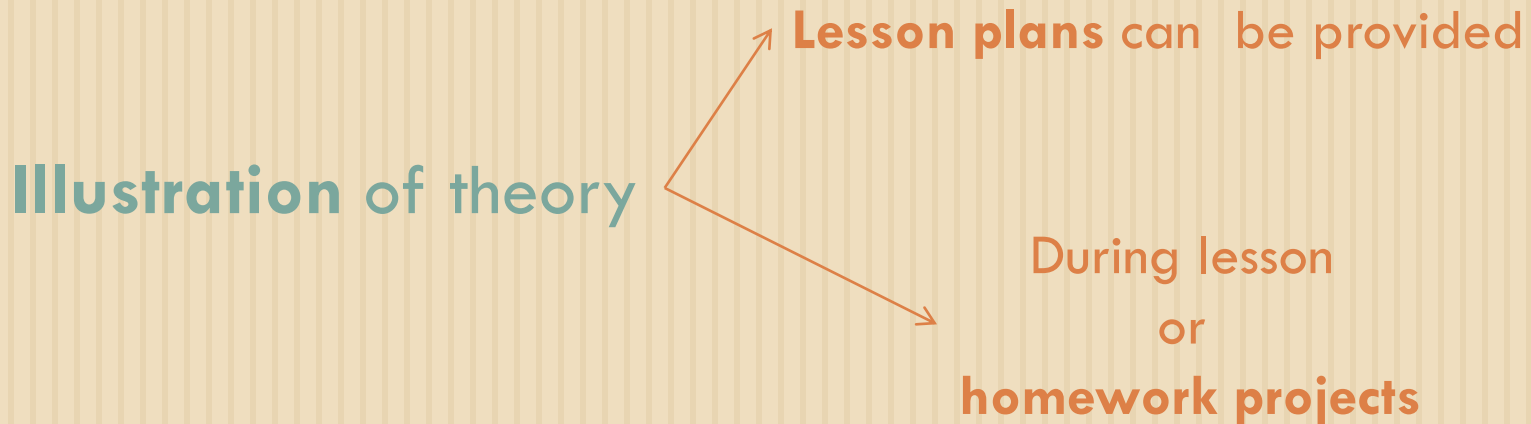 Lesson plans can be provided
Illustration of theory
During lesson
or
homework projects